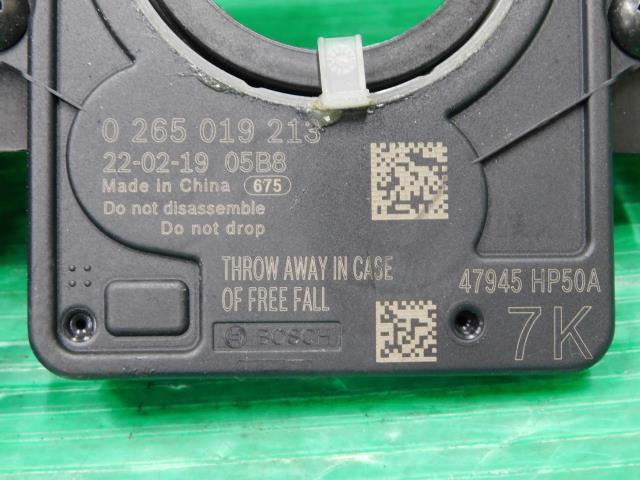 0 265 019 213
22-02-19 05B8
Made in China 675
Do not disassemble
Do not drop
THROW AWAY IN CASE
OF FREE FALL
47945 HP50A
7K
BOSCH